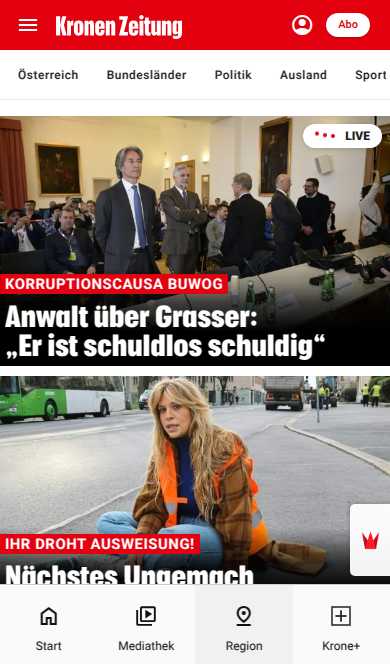 Kronen Zeitung
Abo
Österreich Bundesländer Politik Ausland Sport
LIVE
KORRUPTIONSCAUSA BUWOG
Anwalt über Grasser:
„Er ist schuldlos schuldig“
IHR DROHT AUSWEISUNG!
Nächstes Ungemach
Start Mediathek Region Krone+